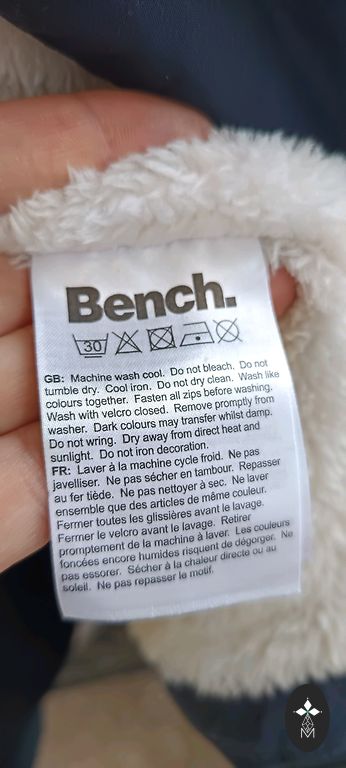 Bench.
30
GB: Machine wash cool. Do not bleach. Do not
tumble dry. Cool iron. Do not dry clean. Wash like
colours together. Fasten all zips before washing.
Wash with velcro closed. Remove promptly from
washer. Dark colours may transfer whilst damp.
Do not wring. Dry away from direct heat and
sunlight. Do not iron decoration.
FR: Laver à la machine cycle froid. Ne pas
javelliser. Ne pas sécher en tambour. Repasser
au fer tiède. Ne pas nettoyer à sec. Ne laver
ensemble que des articles de même couleur.
Fermer toutes les glissières avant le lavage.
Fermer le velcro avant le lavage. Retirer
promptement de la machine à laver. Les couleurs
foncées encore humides risquent de dégorger. Ne
pas essorer. Sécher à la chaleur directe ou au
soleil. Ne pas repasser le motif.
M